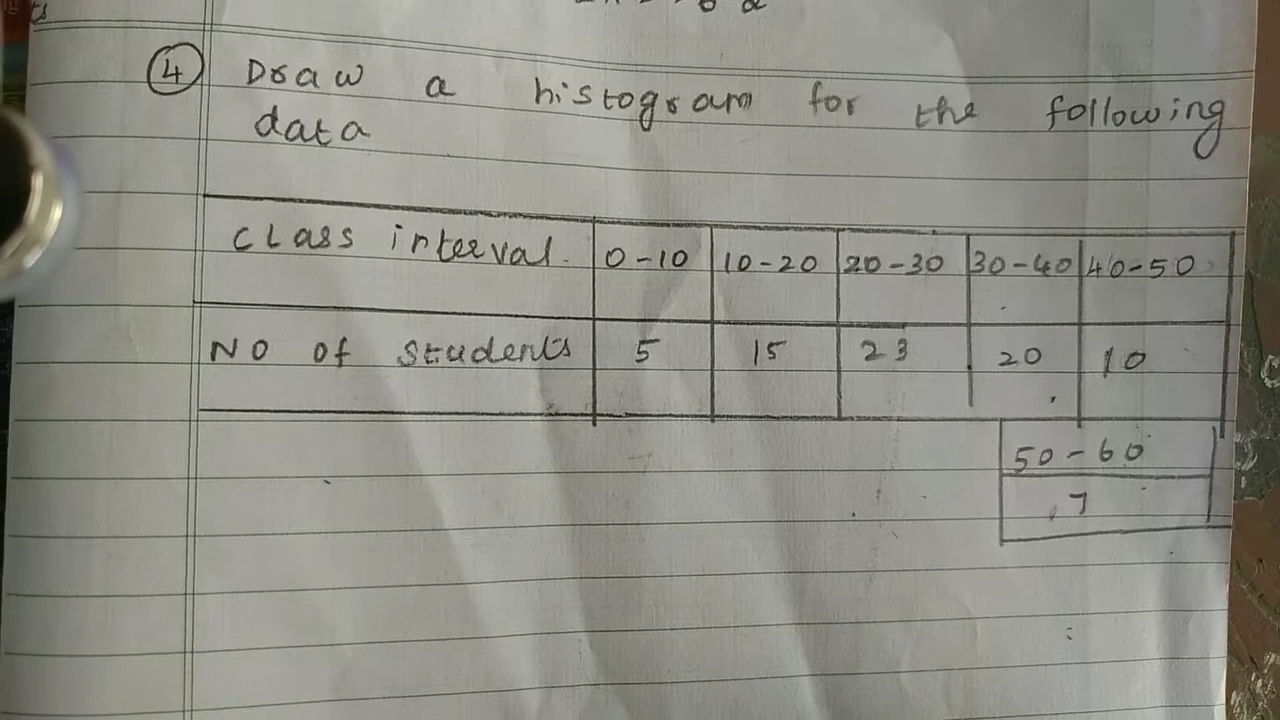 4 Draw a histogram for the following
data
Class interval 0-10 10-20 20-30 30-40 40-50
NO of students 5 15 23 20 10
50-60
7